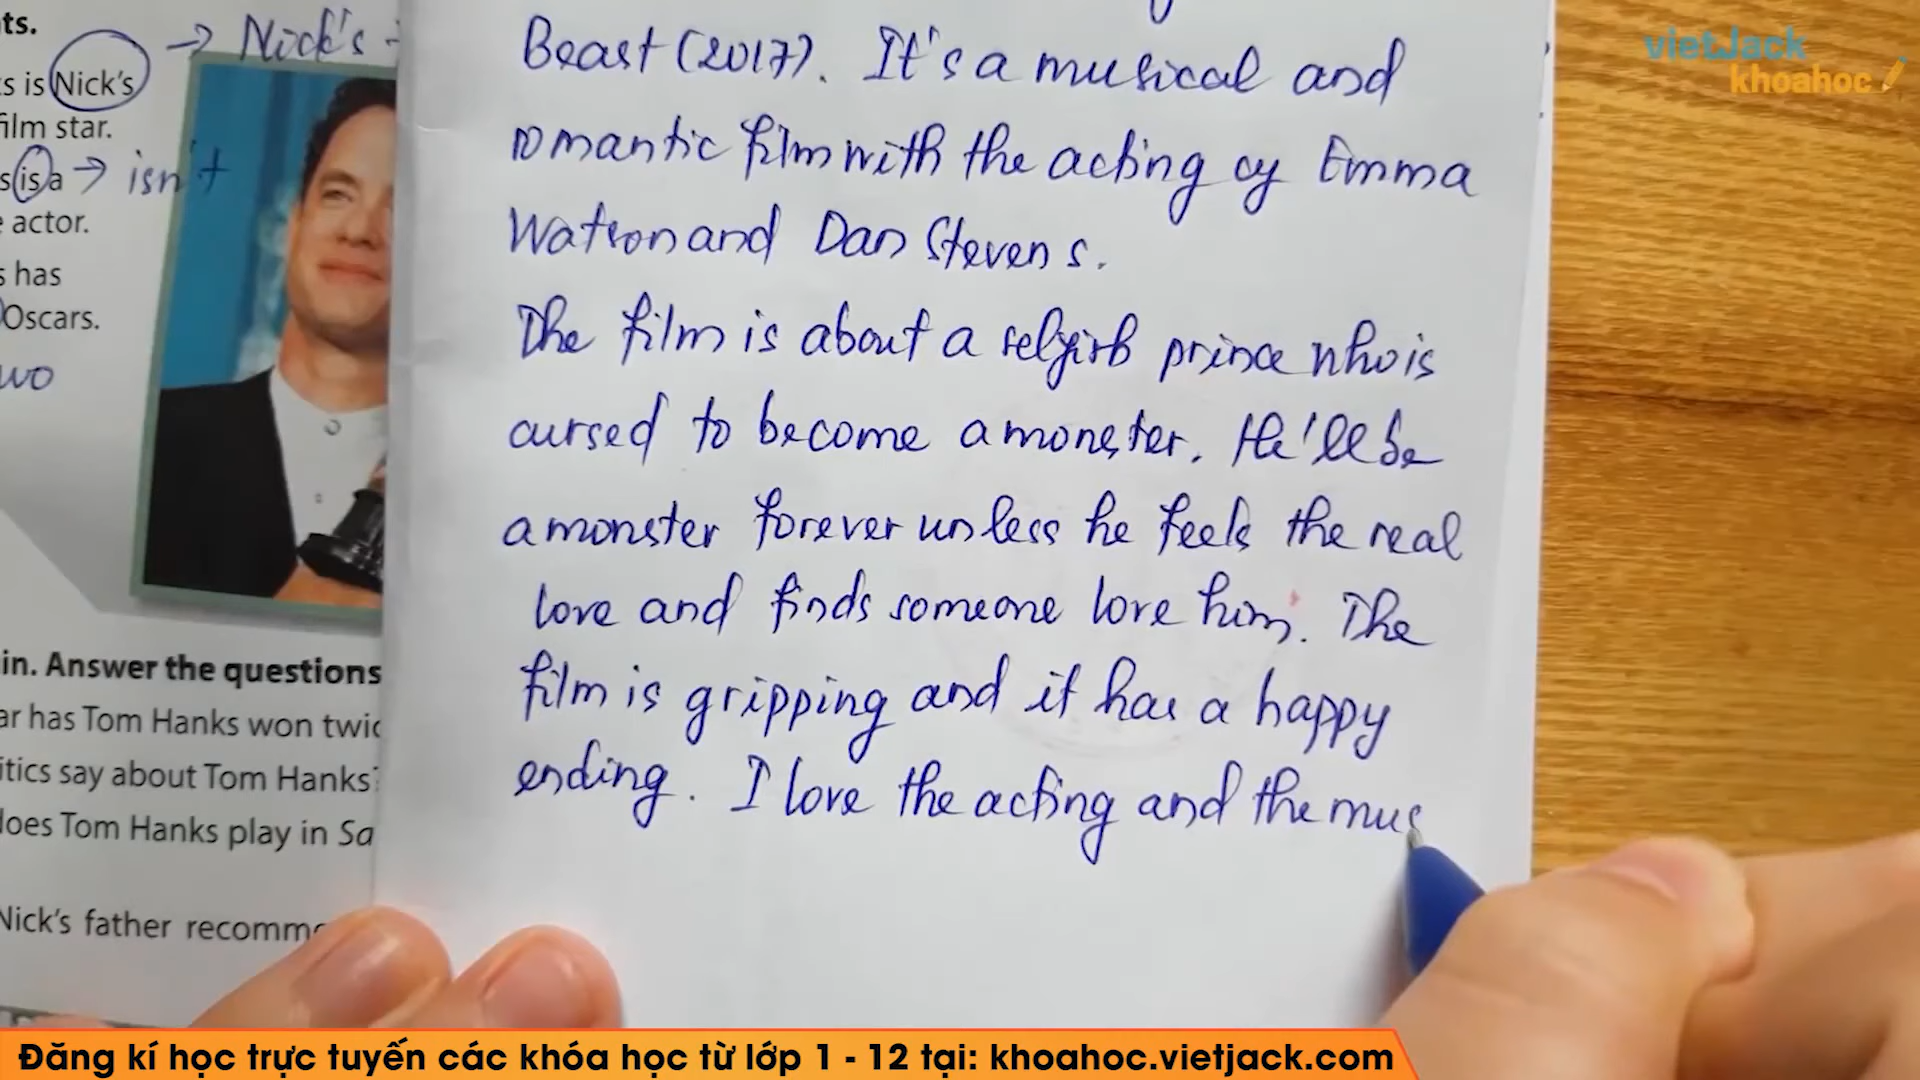 ts.
→ Nick's
s is Nick's
film star.
s is a → isn't
actor.
s has
Oscars.
wo
in. Answer the questions
ar has Tom Hanks won twic
itics say about Tom Hanks?
does Tom Hanks play in Sa
Nick's father recomme
Beast (2017). It's a musical and
romantic film with the acting cy Emma
Watson and Dan Stevens.
The film is about a selfish prince who is
cursed to become a monster. He'll be
a monster forever unless he feels the real
love and finds someone love him. The
film is gripping and it has a happy
ending. I love the acting and the mus
vietJack
khoahoc
Đăng kí học trực tuyến các khóa học từ lớp 1 - 12 tại: khoahoc.vietjack.com